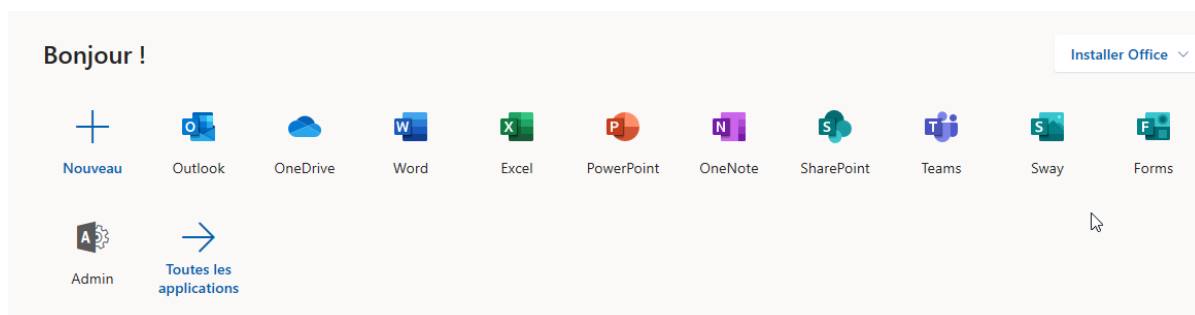 Bonjour !
Installer Office
Nouveau
Outlook
OneDrive
Word
Excel
PowerPoint
OneNote
SharePoint
Teams
Sway
Forms
Admin
Toutes les
applications